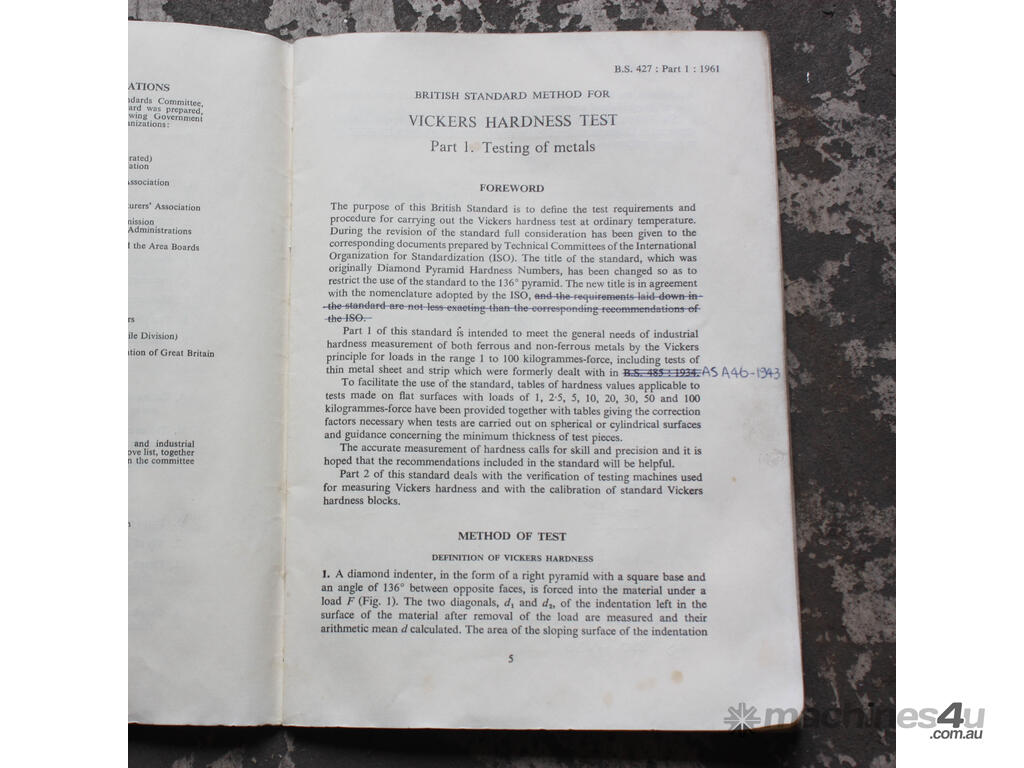 ATIONS
ndards Committee,
ard was prepared,
wing Government
anizations:
rated)
ation
Association
turers' Association
mission
Administrations
d the Area Boards
rs
ile Division)
ation of Great Britain
and industrial
ove list, together
n the committee
n
B.S. 427 : Part 1 : 1961
BRITISH STANDARD METHOD FOR
VICKERS HARDNESS TEST
Part 1. Testing of metals
FOREWORD
The purpose of this British Standard is to define the test requirements and
procedure for carrying out the Vickers hardness test at ordinary temperature.
During the revision of the standard full consideration has been given to the
corresponding documents prepared by Technical Committees of the International
Organization for Standardization (ISO). The title of the standard, which was
originally Diamond Pyramid Hardness Numbers, has been changed so as to
restrict the use of the standard to the 136° pyramid. The new title is in agreement
with the nomenclature adopted by the ISO, and the requirements laid down in
the standard are not less exacting than the corresponding recommendations of
the ISO.
Part 1 of this standard is intended to meet the general needs of industrial
hardness measurement of both ferrous and non-ferrous metals by the Vickers
principle for loads in the range 1 to 100 kilogrammes-force, including tests of
thin metal sheet and strip which were formerly dealt with in B.S. 485 : 1934. AS A46-1943
To facilitate the use of the standard, tables of hardness values applicable to
tests made on flat surfaces with loads of 1, 2·5, 5, 10, 20, 30, 50 and 100
kilogrammes-force have been provided together with tables giving the correction
factors necessary when tests are carried out on spherical or cylindrical surfaces
and guidance concerning the minimum thickness of test pieces.
The accurate measurement of hardness calls for skill and precision and it is
hoped that the recommendations included in the standard will be helpful.
Part 2 of this standard deals with the verification of testing machines used
for measuring Vickers hardness and with the calibration of standard Vickers
hardness blocks.
METHOD OF TEST
DEFINITION OF VICKERS HARDNESS
1. A diamond indenter, in the form of a right pyramid with a square base and
an angle of 136° between opposite faces, is forced into the material under a
load F (Fig. 1). The two diagonals, d₁ and d₂, of the indentation left in the
surface of the material after removal of the load are measured and their
arithmetic mean d calculated. The area of the sloping surface of the indentation
5
machines4u
.com.au